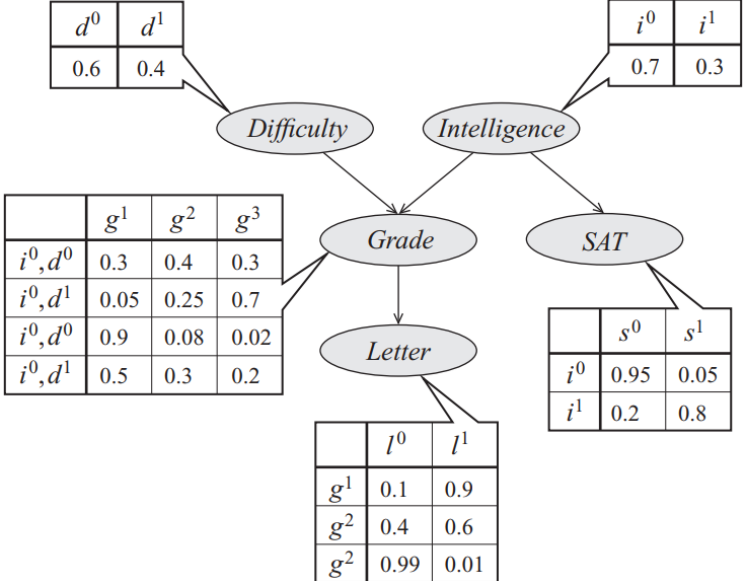 d⁰ d¹
0.6 0.4
i⁰ i¹
0.7 0.3
Difficulty
Intelligence
g¹ g² g³
i⁰,d⁰ 0.3 0.4 0.3
i⁰,d¹ 0.05 0.25 0.7
i⁰,d⁰ 0.9 0.08 0.02
i⁰,d¹ 0.5 0.3 0.2
Grade
SAT
Letter
s⁰ s¹
i⁰ 0.95 0.05
i¹ 0.2 0.8
l⁰ l¹
g¹ 0.1 0.9
g² 0.4 0.6
g² 0.99 0.01